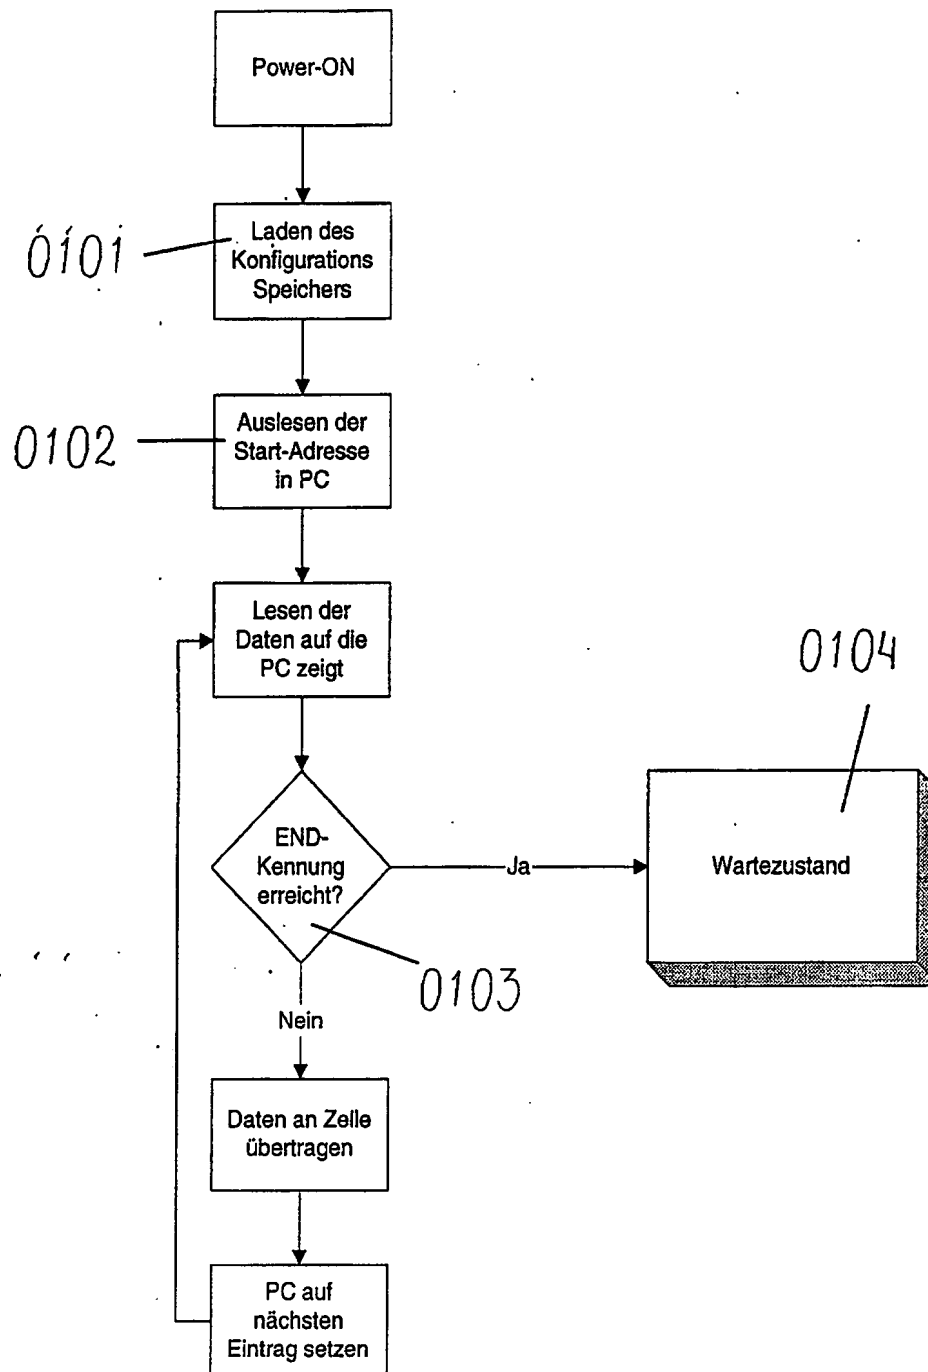 Power-ON
0101
Laden des
Konfigurations
Speichers
0102
Auslesen der
Start-Adresse
in PC
Lesen der
Daten auf die
PC zeigt
0104
END-
Kennung
erreicht?
Ja
Wartezustand
0103
Nein
Daten an Zelle
übertragen
PC auf
nächsten
Eintrag setzen